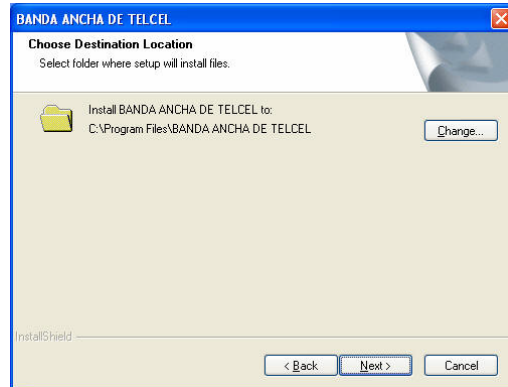 BANDA ANCHA DE TELCEL
Choose Destination Location
Select folder where setup will install files.
Install BANDA ANCHA DE TELCEL to:
C:\Program Files\BANDA ANCHA DE TELCEL
Change...
InstallShield
< Back
Next >
Cancel